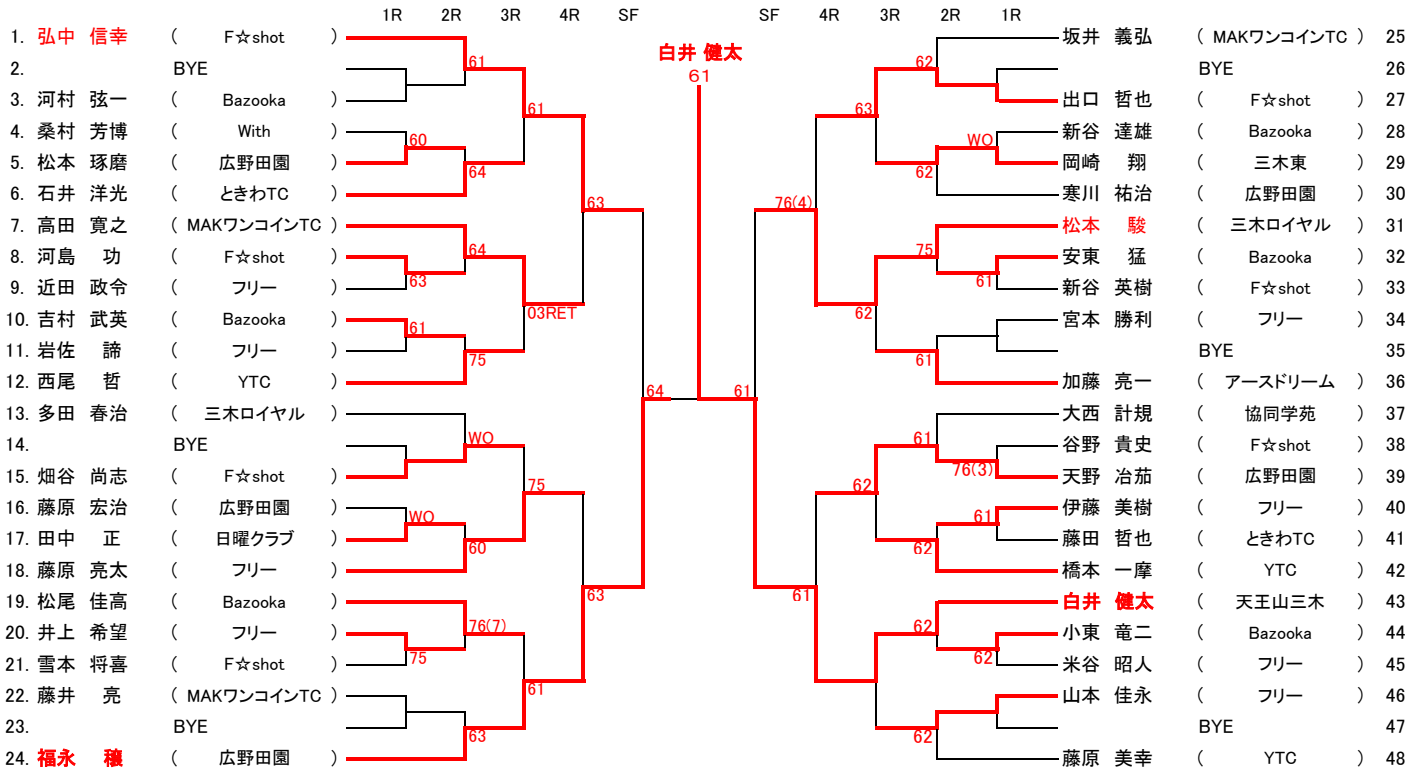 1R 2R 3R 4R SF SF 4R 3R 2R 1R
白井 健太
61
1. 弘中 信幸 ( F☆shot )
2. BYE
3. 河村 弦一 ( Bazooka )
4. 桑村 芳博 ( With )
5. 松本 琢磨 ( 広野田園 )
6. 石井 洋光 ( ときわTC )
7. 高田 寛之 ( MAKワンコインTC )
8. 河島 功 ( F☆shot )
9. 近田 政令 ( フリー )
10. 吉村 武英 ( Bazooka )
11. 岩佐 諦 ( フリー )
12. 西尾 哲 ( YTC )
13. 多田 春治 ( 三木ロイヤル )
14. BYE
15. 畑谷 尚志 ( F☆shot )
16. 藤原 宏治 ( 広野田園 )
17. 田中 正 ( 日曜クラブ )
18. 藤原 亮太 ( フリー )
19. 松尾 佳高 ( Bazooka )
20. 井上 希望 ( フリー )
21. 雪本 将喜 ( F☆shot )
22. 藤井 亮 ( MAKワンコインTC )
23. BYE
24. 福永 穣 ( 広野田園 )
60
63
61
WO
75
61
64
64
75
WO
60
76(7)
63
61
03RET
75
61
63
63
64
61
76(4)
61
63
62
62
61
62
62
75
61
61
62
62
62
WO
61
76(3)
61
62
坂井 義弘 ( MAKワンコインTC ) 25
BYE 26
出口 哲也 ( F☆shot ) 27
新谷 達雄 ( Bazooka ) 28
岡崎 翔 ( 三木東 ) 29
寒川 祐治 ( 広野田園 ) 30
松本 駿 ( 三木ロイヤル ) 31
安東 猛 ( Bazooka ) 32
新谷 英樹 ( F☆shot ) 33
宮本 勝利 ( フリー ) 34
BYE 35
加藤 亮一 ( アースドリーム ) 36
大西 計規 ( 協同学苑 ) 37
谷野 貴史 ( F☆shot ) 38
天野 冶茄 ( 広野田園 ) 39
伊藤 美樹 ( フリー ) 40
藤田 哲也 ( ときわTC ) 41
橋本 一摩 ( YTC ) 42
白井 健太 ( 天王山三木 ) 43
小東 竜二 ( Bazooka ) 44
米谷 昭人 ( フリー ) 45
山本 佳永 ( フリー ) 46
BYE 47
藤原 美幸 ( YTC ) 48